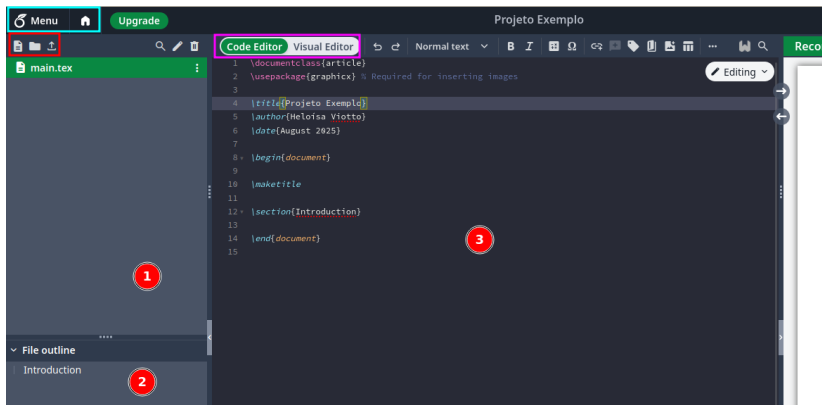 Menu Upgrade Projeto Exemplo
Code Editor Visual Editor Normal text B I Ω ... Reco
main.tex
Editing
1 \documentclass{article}
2 \usepackage{graphicx} % Required for inserting images
3
4 \title{Projeto Exemplo}
5 \author{Heloisa Viotto}
6 \date{August 2025}
7
8 \begin{document}
9
10 \maketitle
11
12 \section{Introduction}
13
14 \end{document}
15
3
1
File outline
Introduction
2